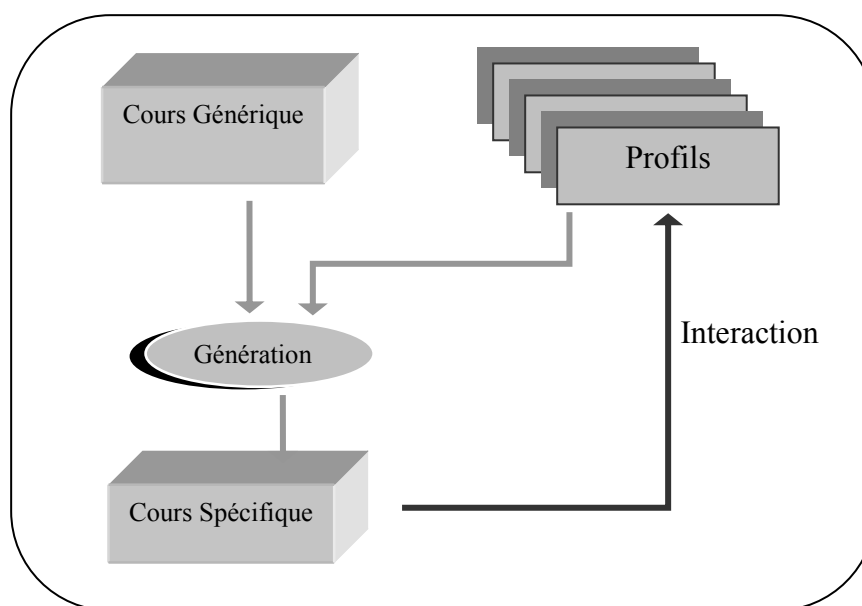 Cours Générique
Profils
Interaction
Génération
Cours Spécifique